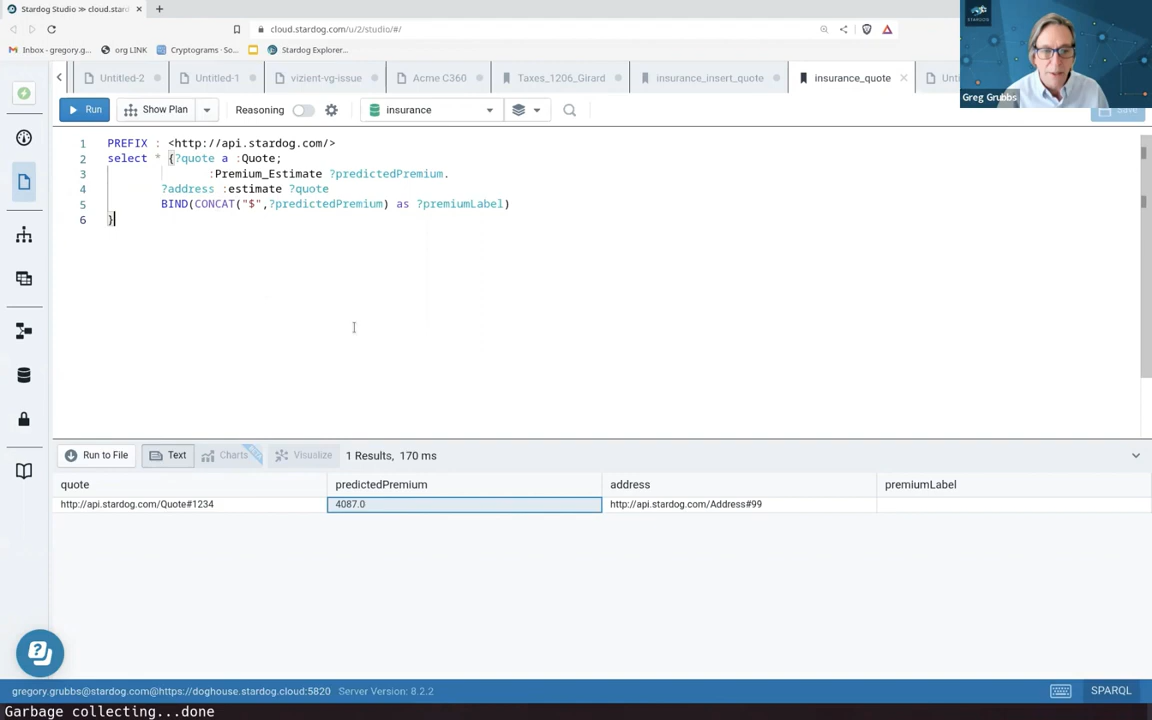 Stardog Studio ≫ cloud.stard
cloud.stardog.com/u/2/studio/#/
Inbox - gregory.g... org LINK Cryptograms · So... Stardog Explorer...
STARDOG
Greg Grubbs
Untitled-2 Untitled-1 vizient-vg-issue Acme C360 Taxes_1206_Girard insurance_insert_quote insurance_quote Unt
Run Show Plan Reasoning insurance Save
1 PREFIX : <http://api.stardog.com/>
2 select * {?quote a :Quote;
3 :Premium_Estimate ?predictedPremium.
4 ?address :estimate ?quote
5 BIND(CONCAT("$",?predictedPremium) as ?premiumLabel)
6 }
Run to File Text Charts Visualize 1 Results, 170 ms
quote predictedPremium address premiumLabel
http://api.stardog.com/Quote#1234 4087.0 http://api.stardog.com/Address#99
gregory.grubbs@stardog.com@https://doghouse.stardog.cloud:5820 Server Version: 8.2.2 SPARQL
Garbage collecting...done